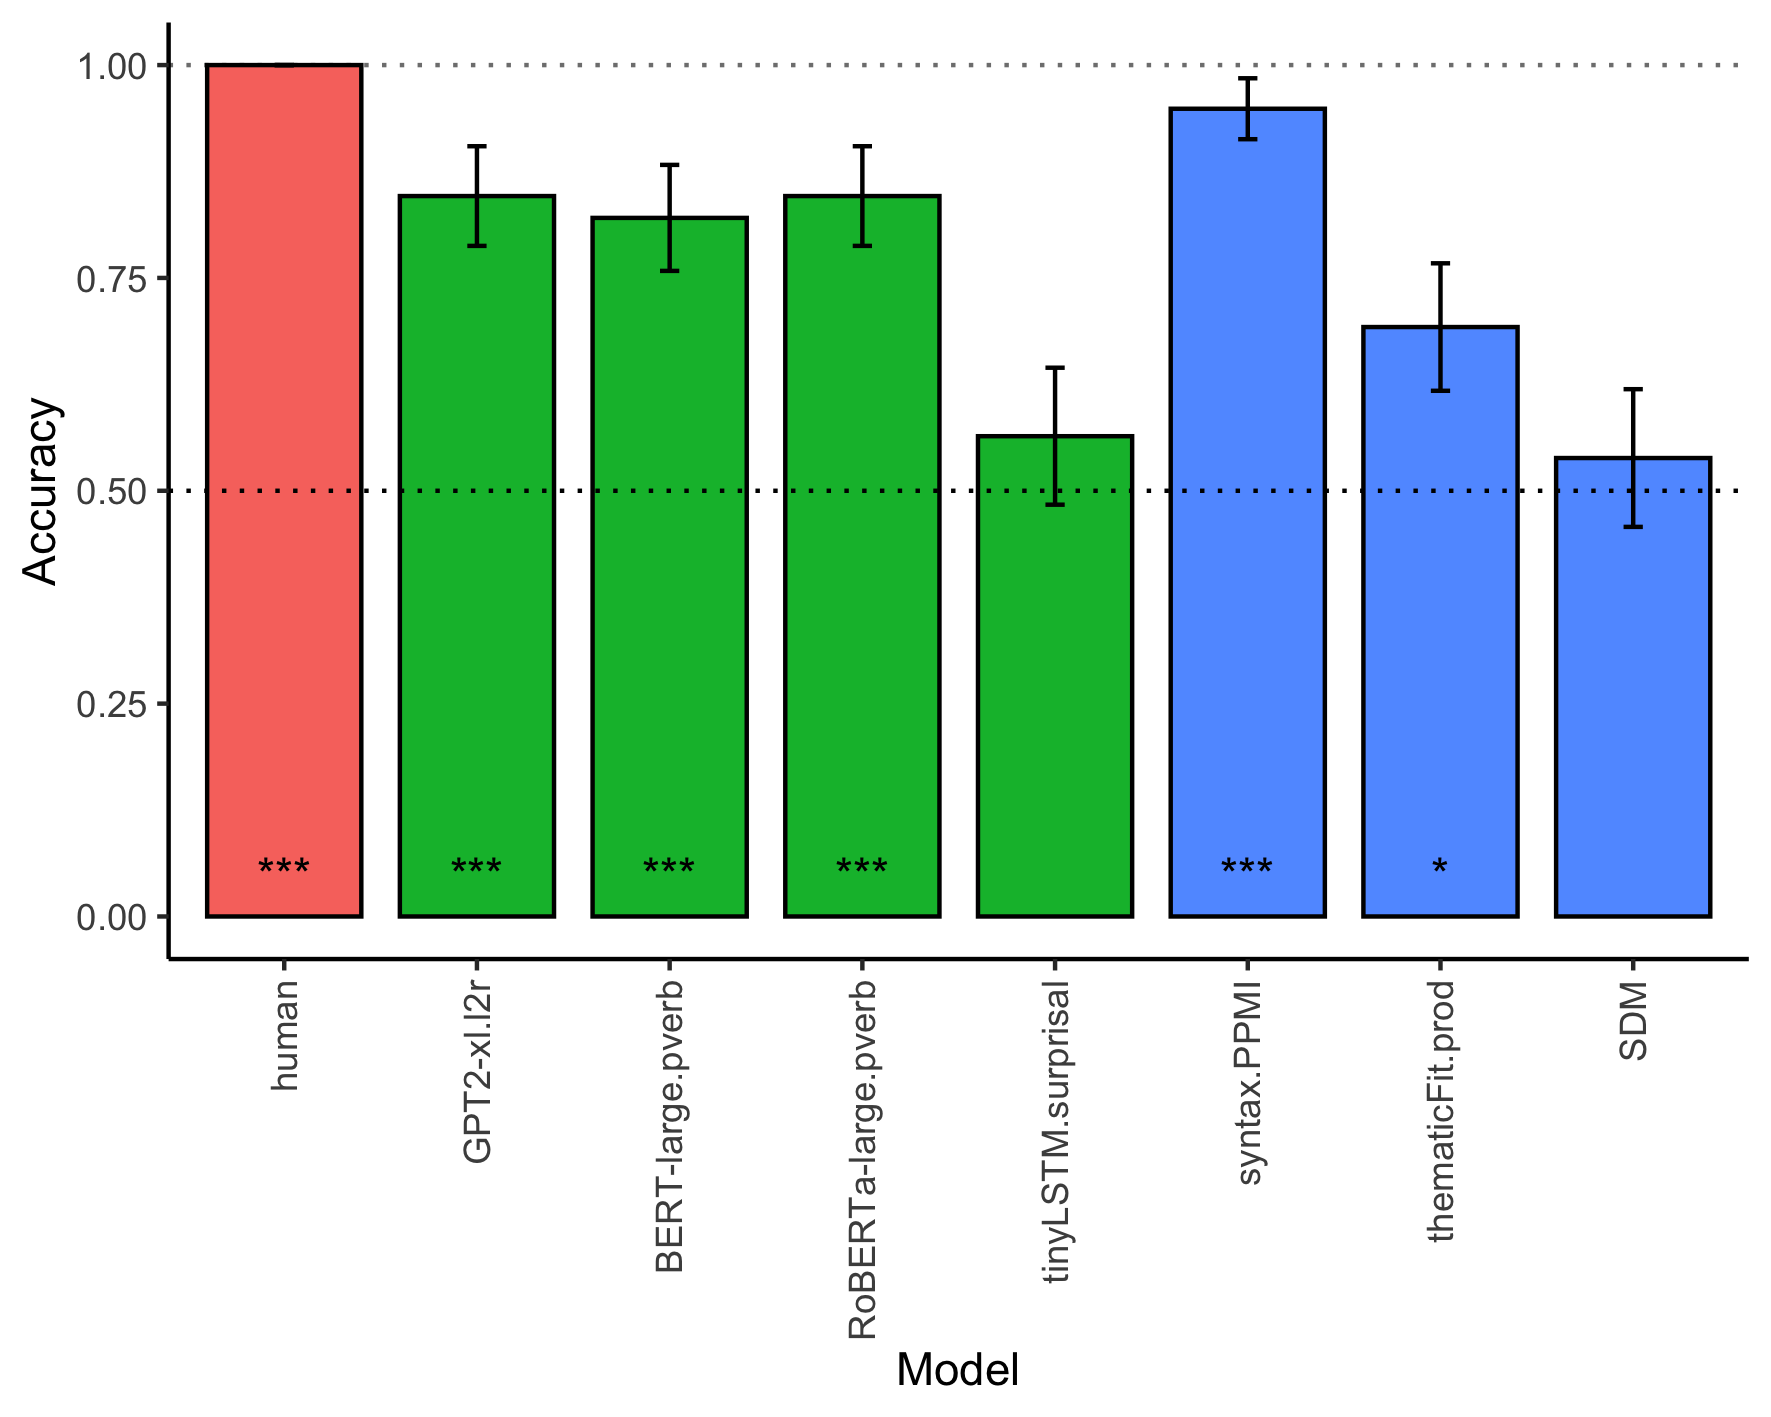 Accuracy
1.00
0.75
0.50
0.25
0.00
***
***
***
***
***
*
human
GPT2-xl.l2r
BERT-large.pverb
RoBERTa-large.pverb
tinyLSTM.surprisal
syntax.PPMI
thematicFit.prod
SDM
Model